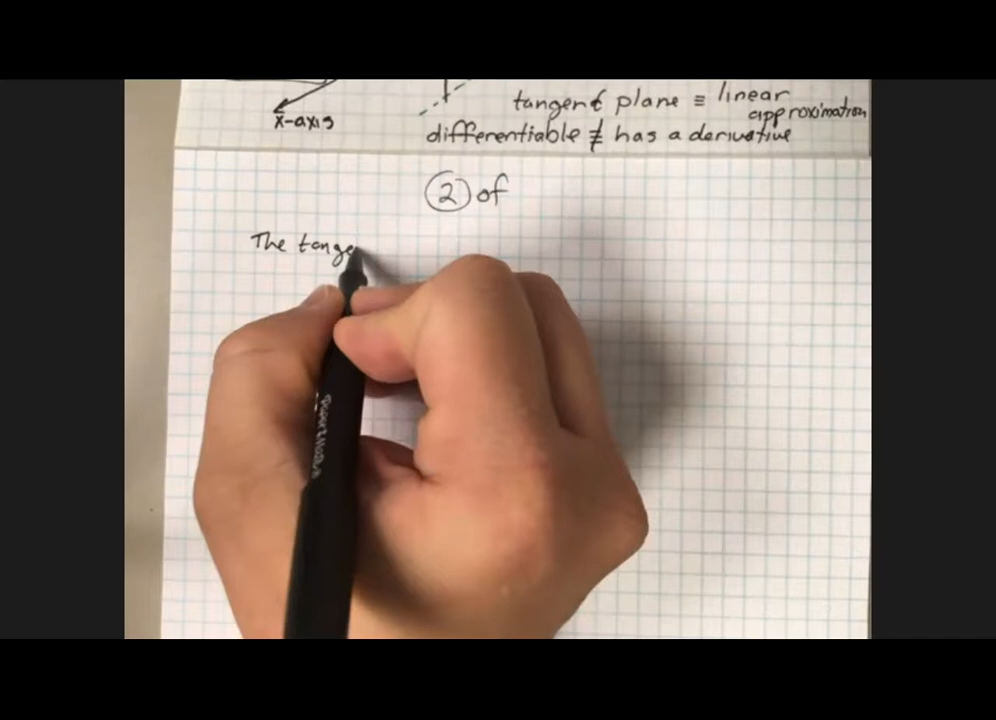 tangent plane ≡ linear
approximation
x-axis
differentiable ≢ has a derivative
② of
The tange